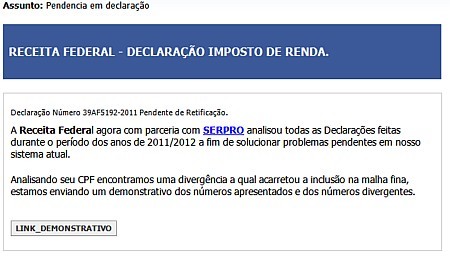 Assunto: Pendencia em declaração
RECEITA FEDERAL - DECLARAÇÃO IMPOSTO DE RENDA.
Declaração Número 39AF5192-2011 Pendente de Retificação.
A Receita Federal agora com parceria com SERPRO analisou todas as Declarações feitas
durante o período dos anos de 2011/2012 a fim de solucionar problemas pendentes em nosso
sistema atual.
Analisando seu CPF encontramos uma divergência a qual acarretou a inclusão na malha fina,
estamos enviando um demonstrativo dos números apresentados e dos números divergentes.
LINK_DEMONSTRATIVO